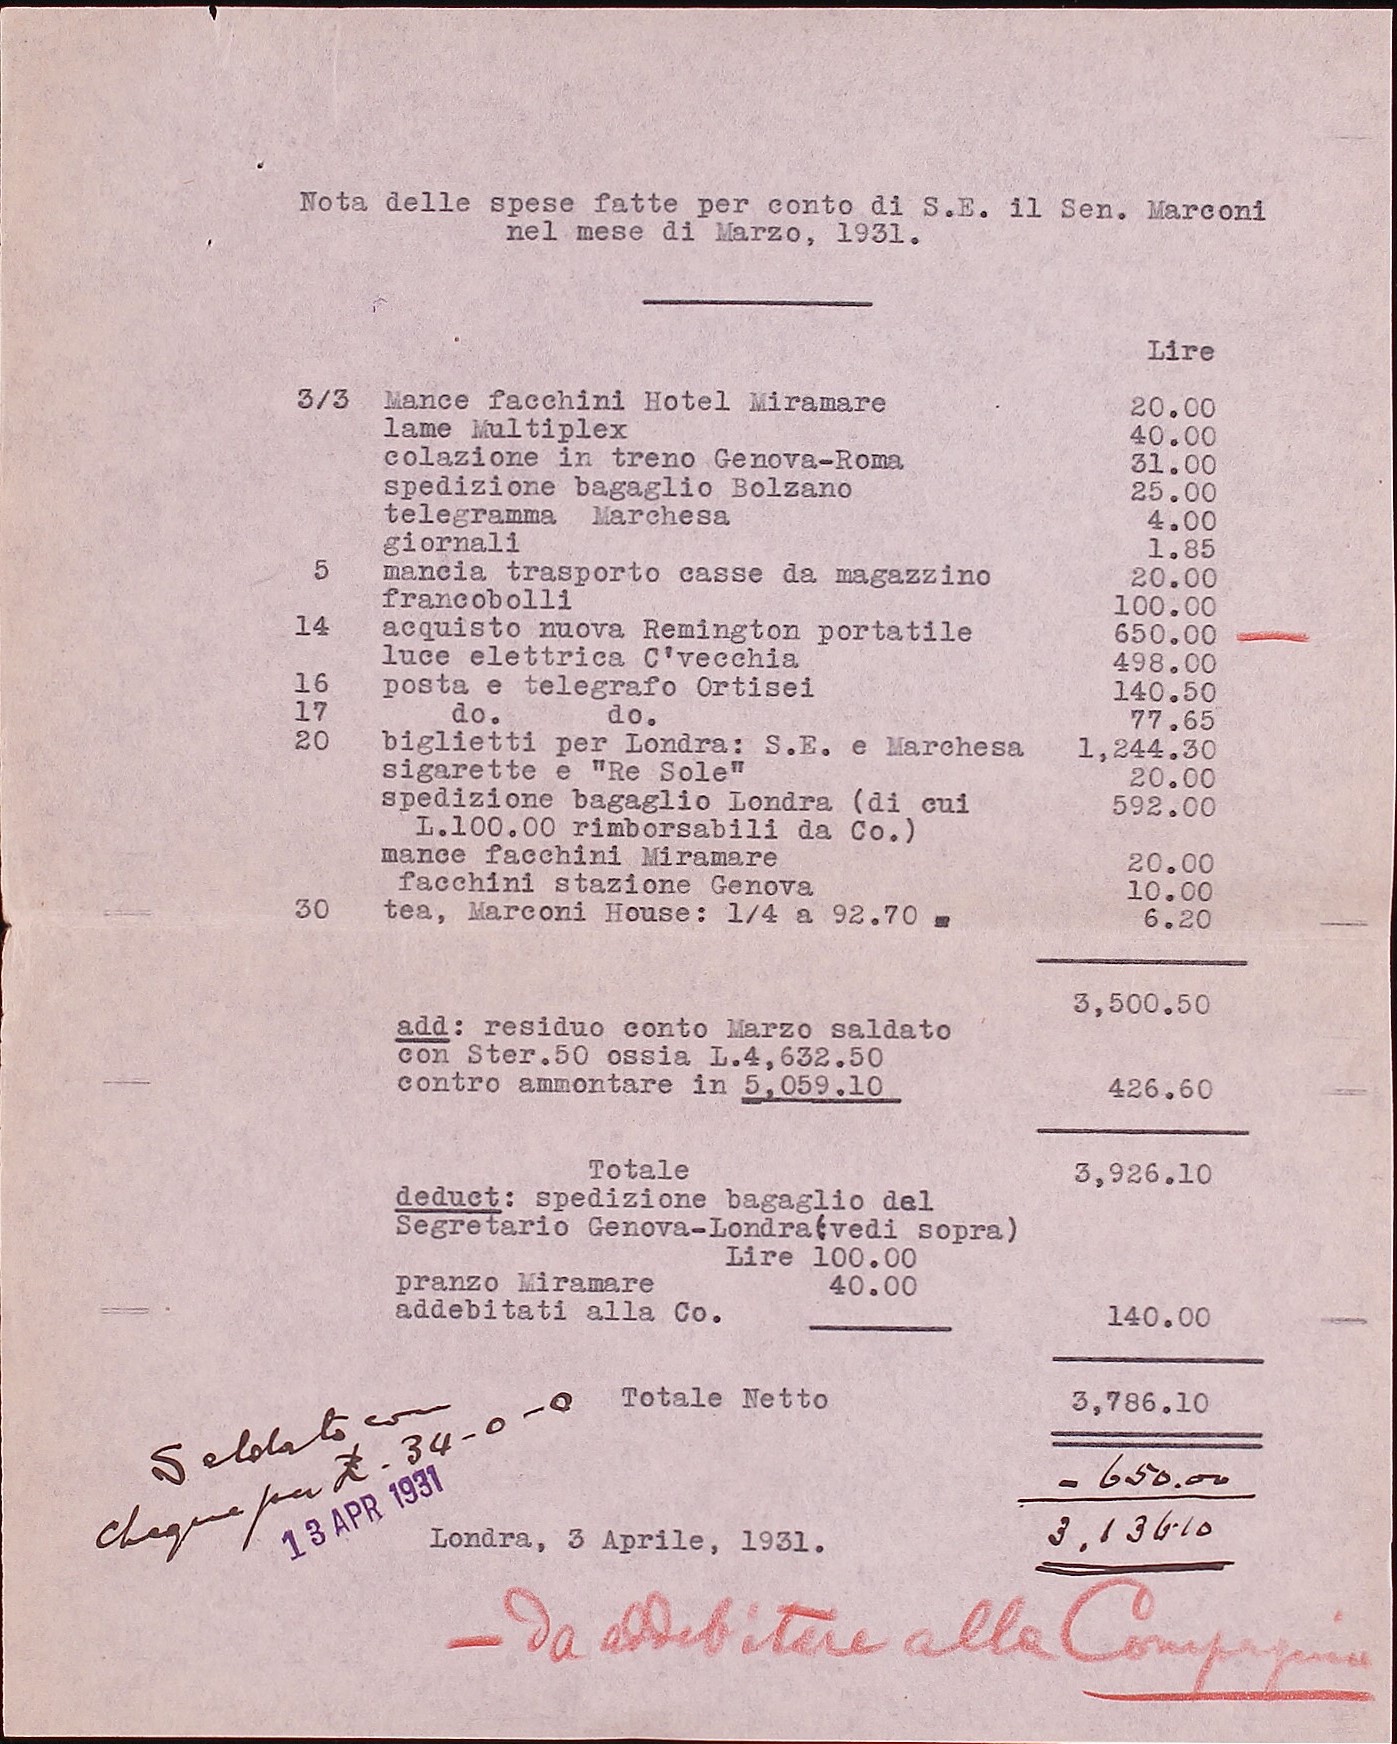 Nota delle spese fatte per conto di S.E. il Sen. Marconi
nel mese di Marzo, 1931.
Lire
3/3 Mance facchini Hotel Miramare 20.00
lame Multiplex 40.00
colazione in treno Genova-Roma 31.00
spedizione bagaglio Bolzano 25.00
telegramma Marchesa 4.00
giornali 1.85
5 mancia trasporto casse da magazzino 20.00
francobolli 100.00
14 acquisto nuova Remington portatile 650.00 —
luce elettrica C'vecchia 498.00
16 posta e telegrafo Ortisei 140.50
17 do. do. 77.65
20 biglietti per Londra: S.E. e Marchesa 1,244.30
sigarette e "Re Sole" 20.00
spedizione bagaglio Londra (di cui 592.00
L.100.00 rimborsabili da Co.)
mance facchini Miramare 20.00
facchini stazione Genova 10.00
30 tea, Marconi House: 1/4 a 92.70 6.20
3,500.50
add: residuo conto Marzo saldato
con Ster.50 ossia L.4,632.50
contro ammontare in 5,059.10 426.60
Totale 3,926.10
deduct: spedizione bagaglio del
Segretario Genova-Londra(vedi sopra)
Lire 100.00
pranzo Miramare 40.00
addebitati alla Co. 140.00
Totale Netto 3,786.10
- 650.00
3,136.10
Saldato con
cheque per £. 34-0-0
13 APR 1931
Londra, 3 Aprile, 1931.
— Da addebitare alla Compagnia